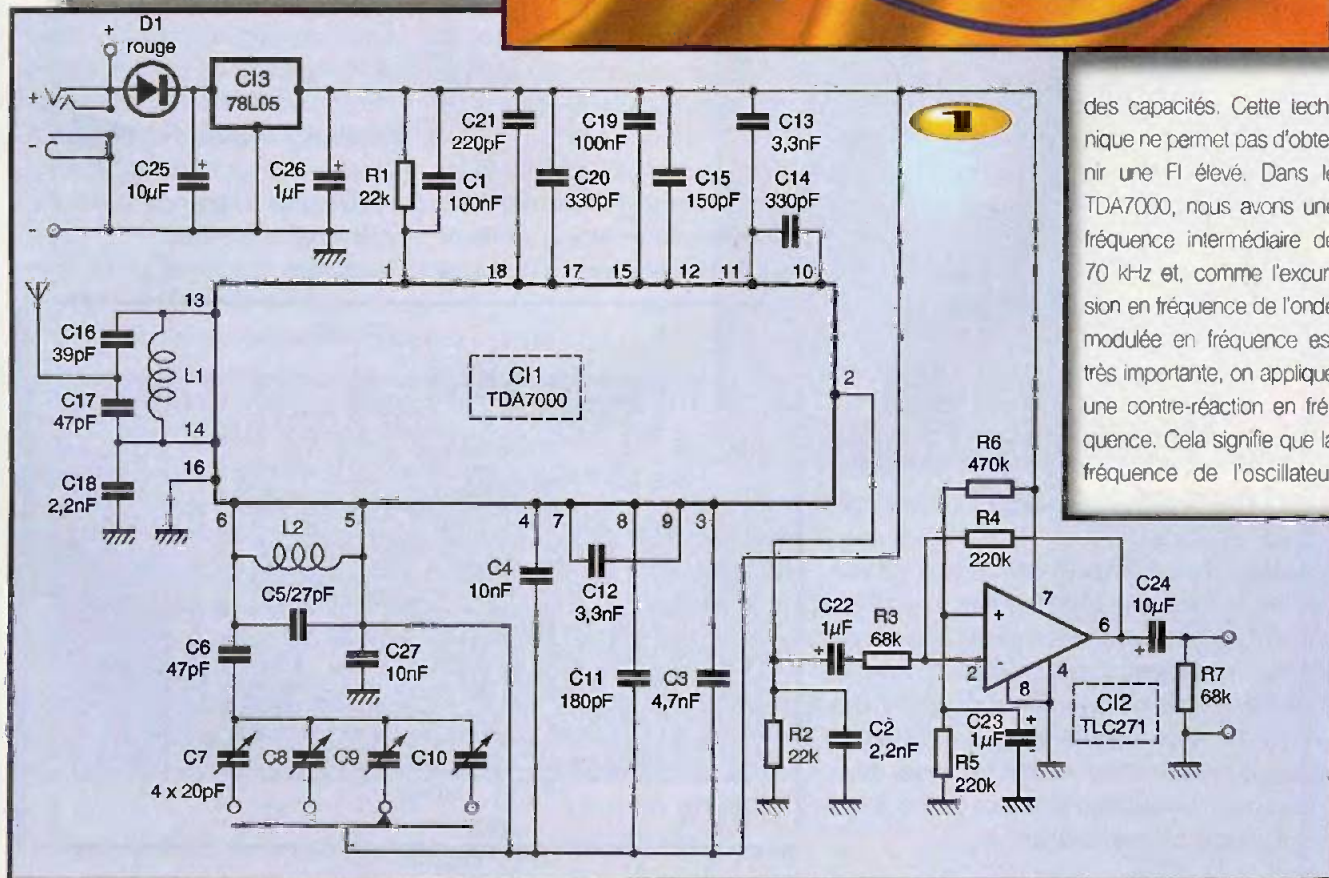 D1
rouge
+
+
-
-
CI3
78L05
C25
10µF
+
C26
1µF
+
R1
22k
C1
100nF
C21
220pF
C20
330pF
C19
100nF
C15
150pF
C13
3,3nF
C14
330pF
1
13
1
18
17
15
12
11
10
C16
39pF
L1
C17
47pF
14
16
C18
2,2nF
CI1
TDA7000
2
6
5
4
7
8
9
3
L2
C5/27pF
C6
47pF
C27
10nF
C4
10nF
C12
3,3nF
C11
180pF
C3
4,7nF
C7
C8
C9
C10
4 x 20pF
R6
470k
R4
220k
C22
1µF
+
R3
68k
+
-
2
7
6
4
8
C24
10µF
+
R7
68k
R2
22k
C2
2,2nF
C23
1µF
+
R5
220k
CI2
TLC271
des capacités. Cette tech-
nique ne permet pas d'obte-
nir une FI élevé. Dans le
TDA7000, nous avons une
fréquence intermédiaire de
70 kHz et, comme l'excur-
sion en fréquence de l'onde
modulée en fréquence est
très importante, on applique
une contre-réaction en fré-
quence. Cela signifie que la
fréquence de l'oscillateur